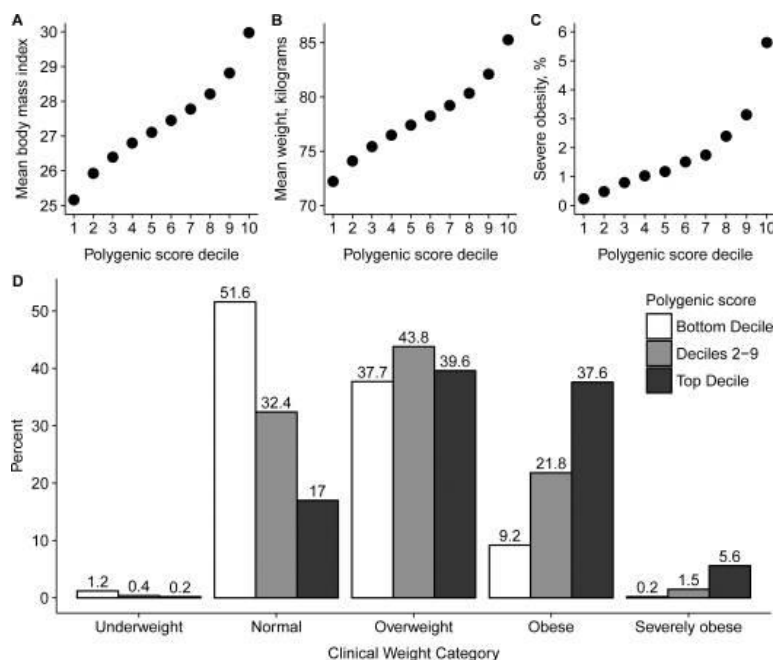 A
Mean body mass index
30
29
28
27
26
25
1 2 3 4 5 6 7 8 9 10
Polygenic score decile
B
Mean weight, kilograms
85
80
75
70
1 2 3 4 5 6 7 8 9 10
Polygenic score decile
C
Severe obesity, %
6
5
4
3
2
1
0
1 2 3 4 5 6 7 8 9 10
Polygenic score decile
D
Percent
50
40
30
20
10
0
Polygenic score
Bottom Decile
Deciles 2-9
Top Decile
1.2 0.4 0.2
51.6 32.4 17
37.7 43.8 39.6
9.2 21.8 37.6
0.2 1.5 5.6
Underweight Normal Overweight Obese Severely obese
Clinical Weight Category